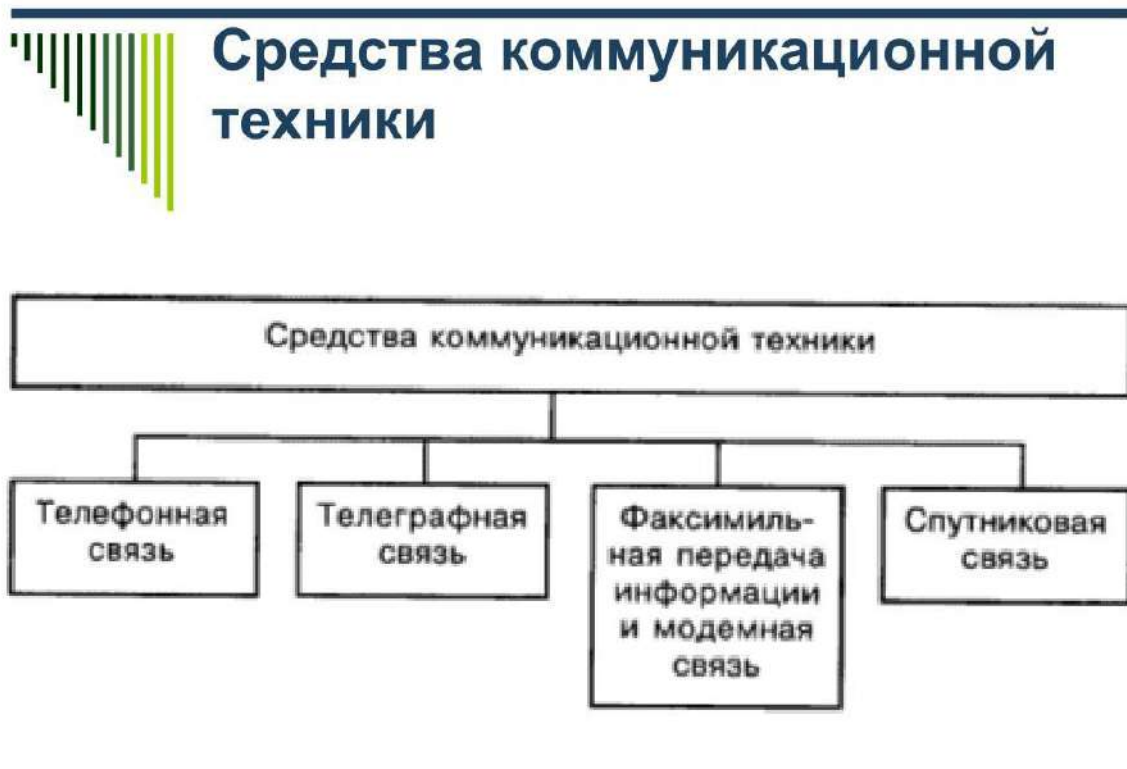 Средства коммуникационной
техники
Средства коммуникационной техники
Телефонная
связь
Телеграфная
связь
Факсимиль-
ная передача
информации
и модемная
связь
Спутниковая
связь